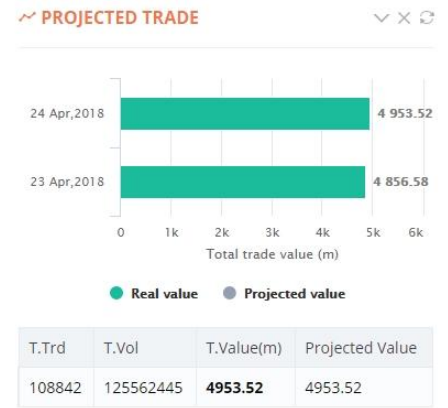 PROJECTED TRADE
24 Apr,2018
4 953.52
23 Apr,2018
4 856.58
0 1k 2k 3k 4k 5k 6k
Total trade value (m)
Real value Projected value
T.Trd T.Vol T.Value(m) Projected Value
108842 125562445 4953.52 4953.52